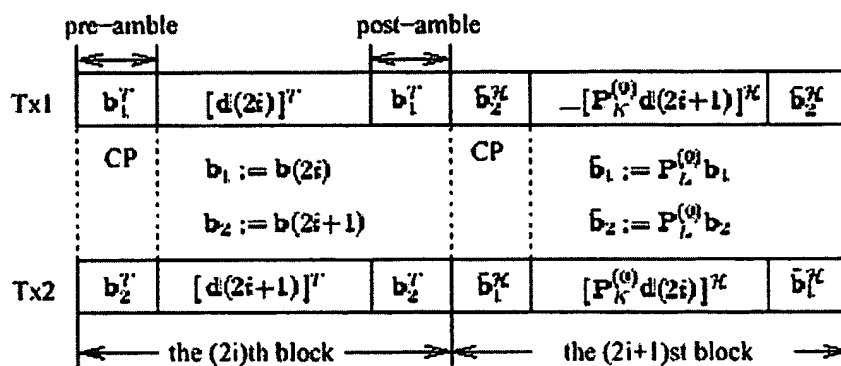 pre–amble post–amble
Tx1 b₁ᵀ [d(2i)]ᵀ b₁ᵀ b̄₂ᴴ –[P_K^(0) d(2i+1)]ᴴ b̄₂ᴴ
CP CP
b₁ := b(2i) b̄₁ := P_L^(0) b₁
b₂ := b(2i+1) b̄₂ := P_L^(0) b₂
Tx2 b₂ᵀ [d(2i+1)]ᵀ b₂ᵀ b̄₁ᴴ [P_K^(0) d(2i)]ᴴ b̄₁ᴴ
the (2i)th block the (2i+1)st block